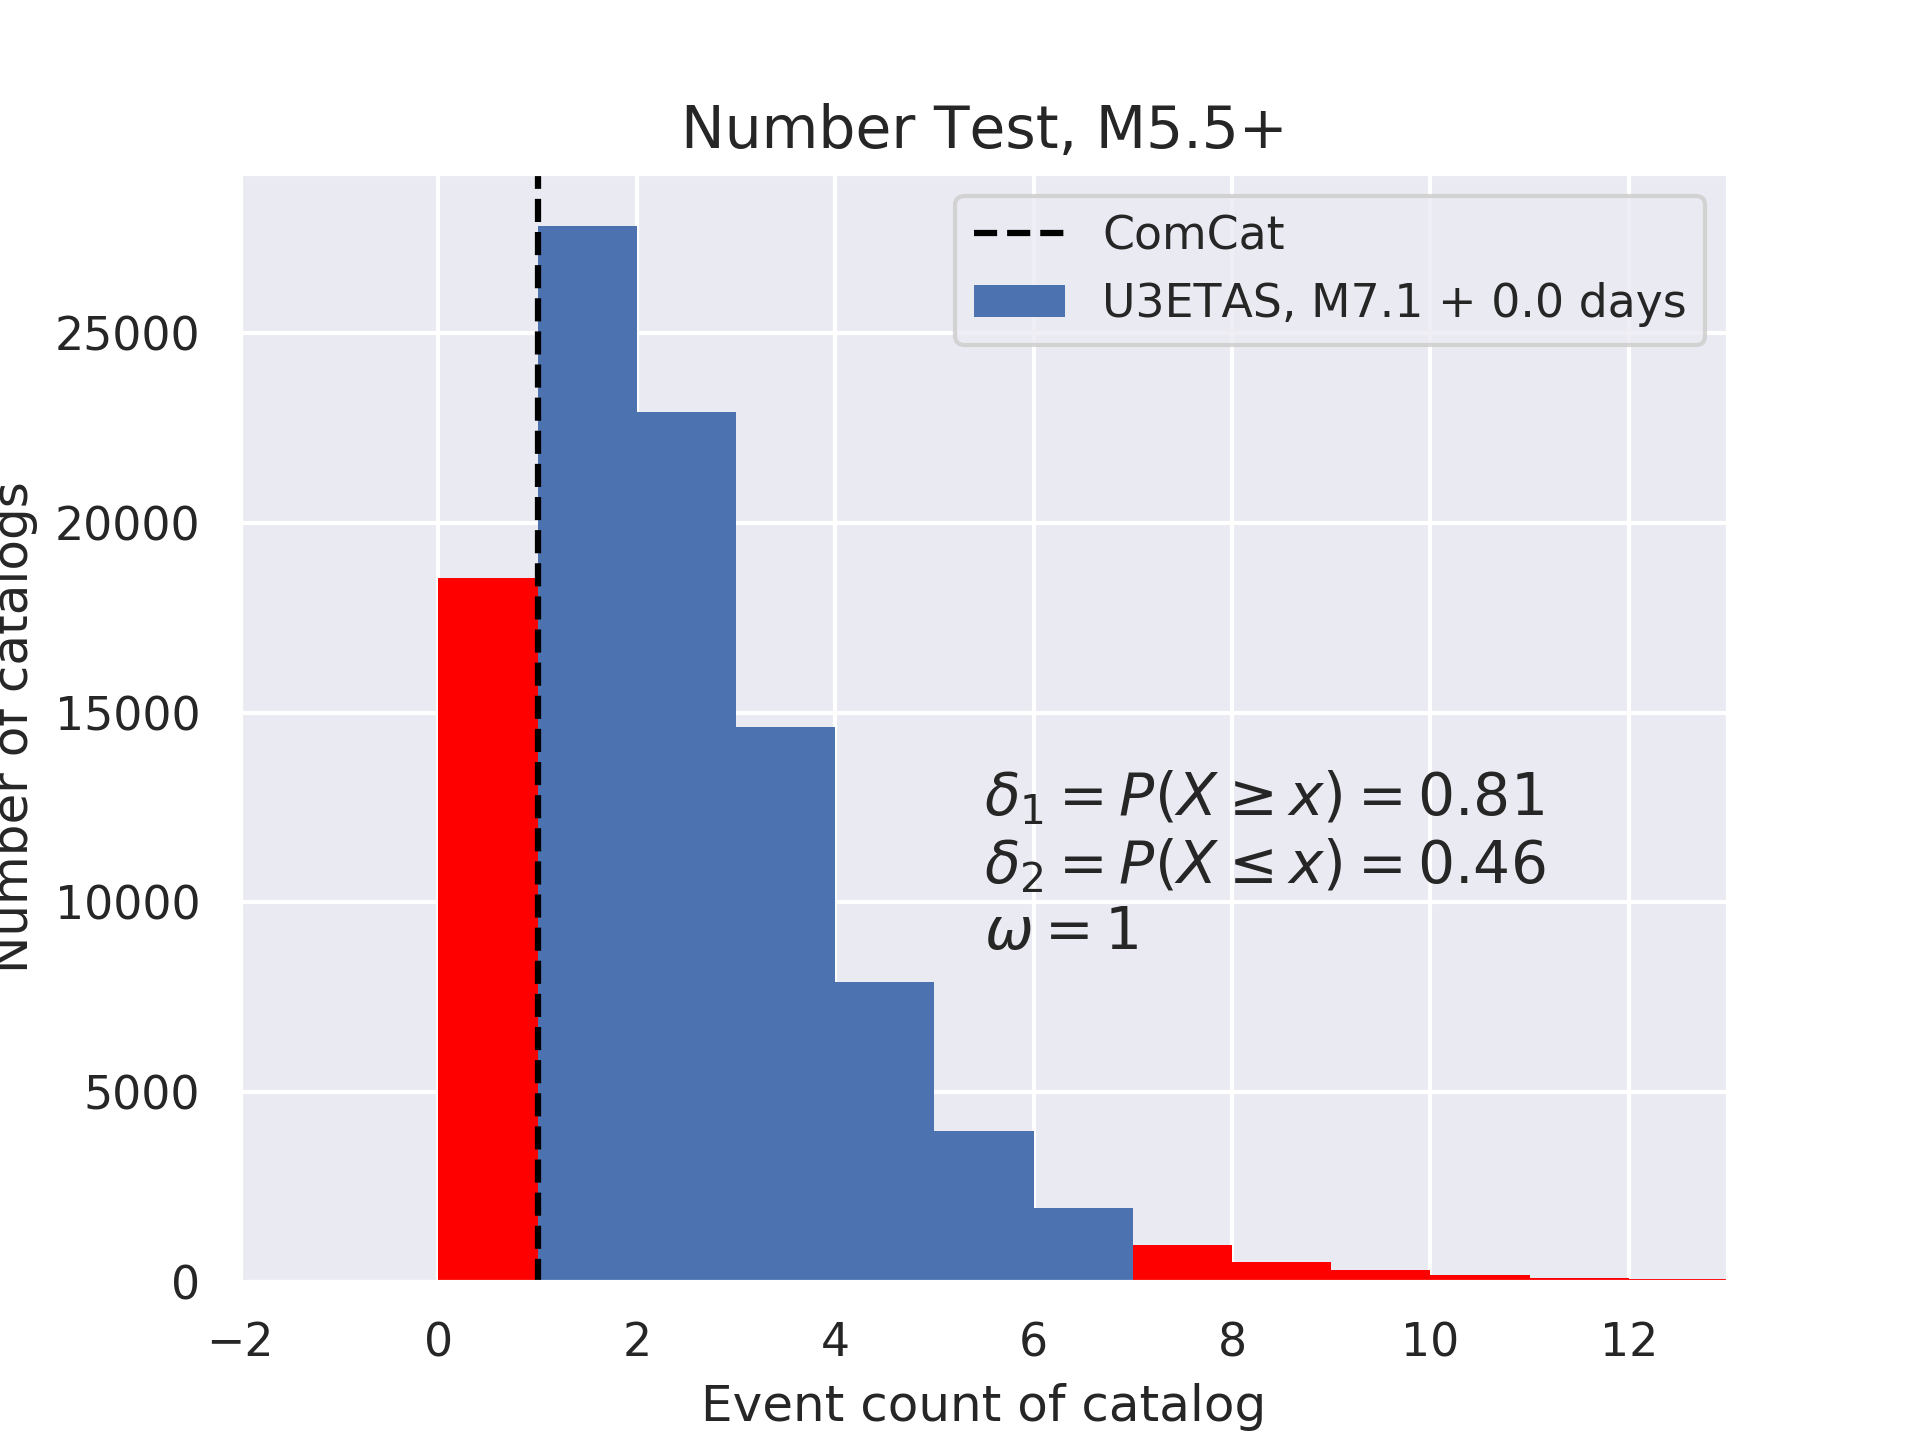 Number Test, M5.5+
ComCat
U3ETAS, M7.1 + 0.0 days
25000
20000
15000
10000
5000
0
Number of catalogs
δ₁ = P(X ≥ x) = 0.81
δ₂ = P(X ≤ x) = 0.46
ω = 1
−2 0 2 4 6 8 10 12
Event count of catalog